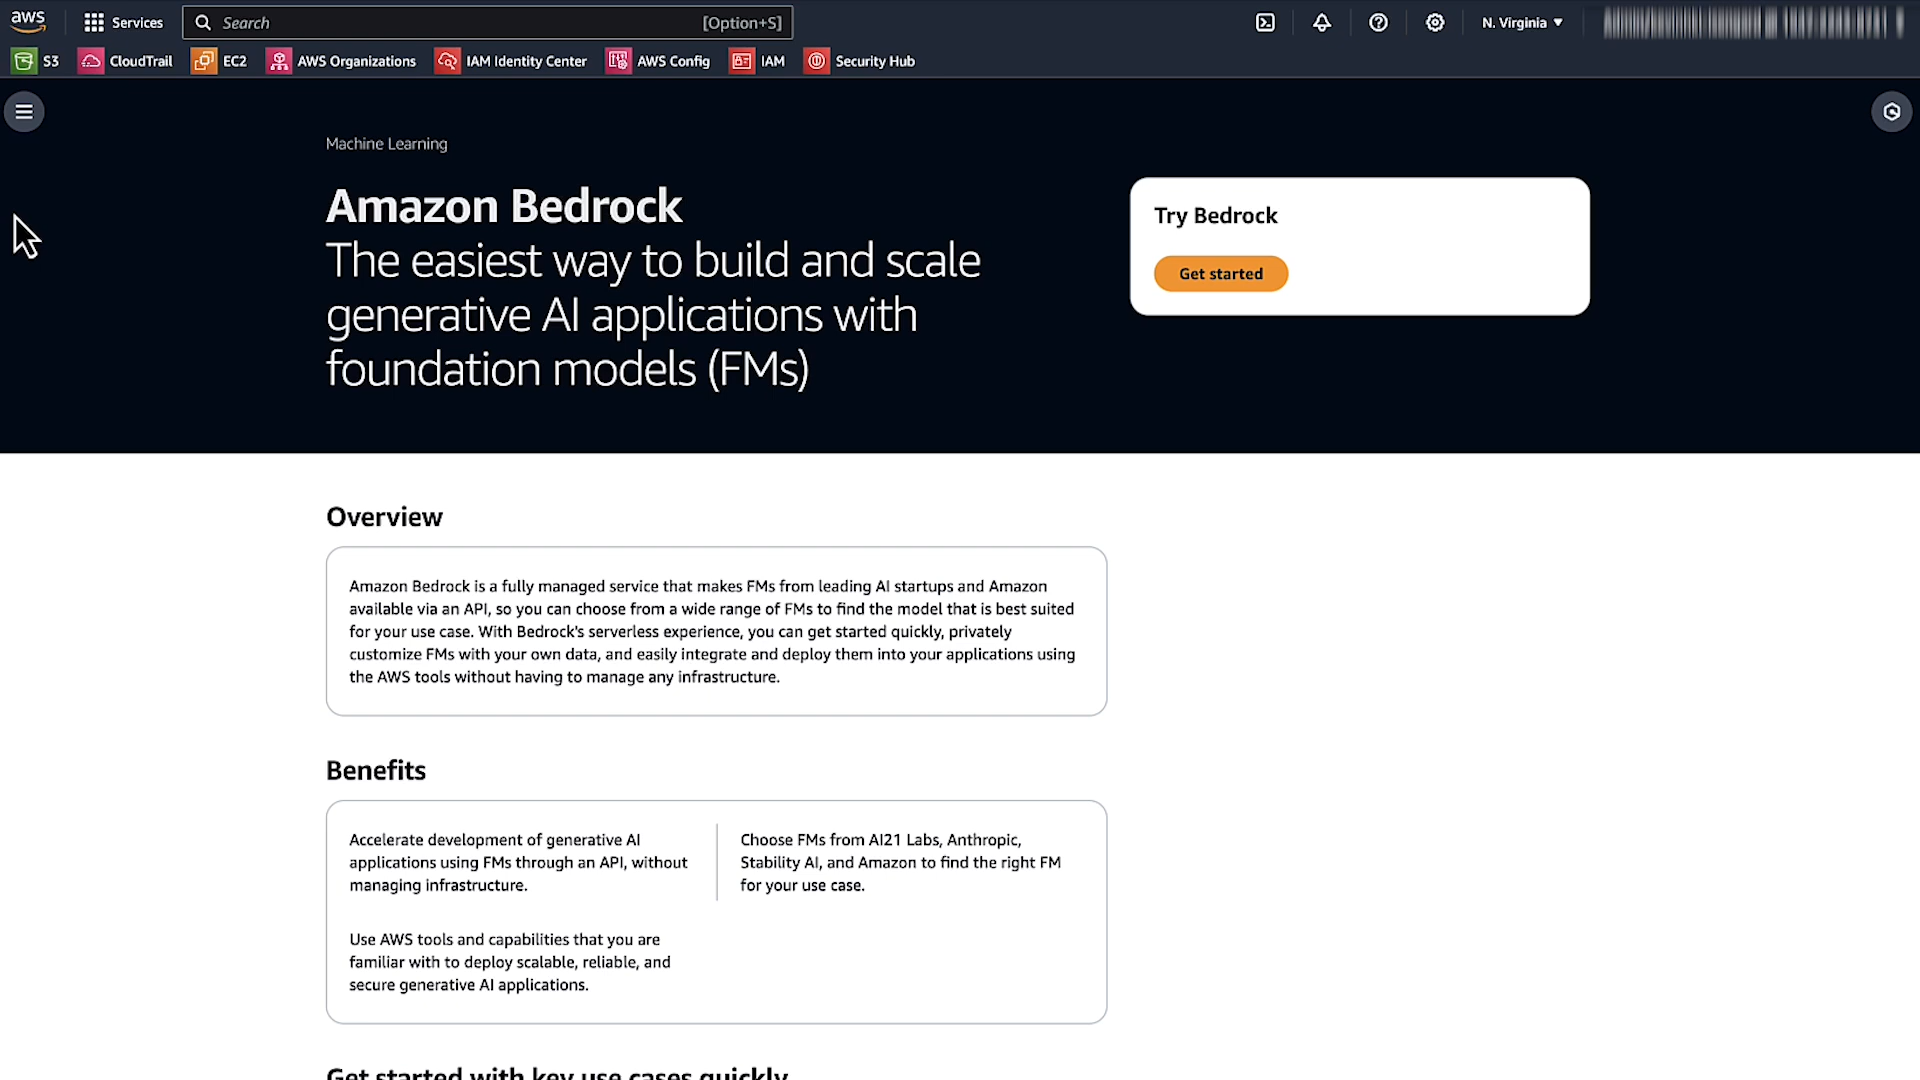 aws
Services
Search
[Option+S]
N. Virginia
S3
CloudTrail
EC2
AWS Organizations
IAM Identity Center
AWS Config
IAM
Security Hub
Machine Learning
Amazon Bedrock
The easiest way to build and scale
generative AI applications with
foundation models (FMs)
Try Bedrock
Get started
Overview
Amazon Bedrock is a fully managed service that makes FMs from leading AI startups and Amazon
available via an API, so you can choose from a wide range of FMs to find the model that is best suited
for your use case. With Bedrock's serverless experience, you can get started quickly, privately
customize FMs with your own data, and easily integrate and deploy them into your applications using
the AWS tools without having to manage any infrastructure.
Benefits
Accelerate development of generative AI
applications using FMs through an API, without
managing infrastructure.
Choose FMs from AI21 Labs, Anthropic,
Stability AI, and Amazon to find the right FM
for your use case.
Use AWS tools and capabilities that you are
familiar with to deploy scalable, reliable, and
secure generative AI applications.
Get started with key use cases quickly